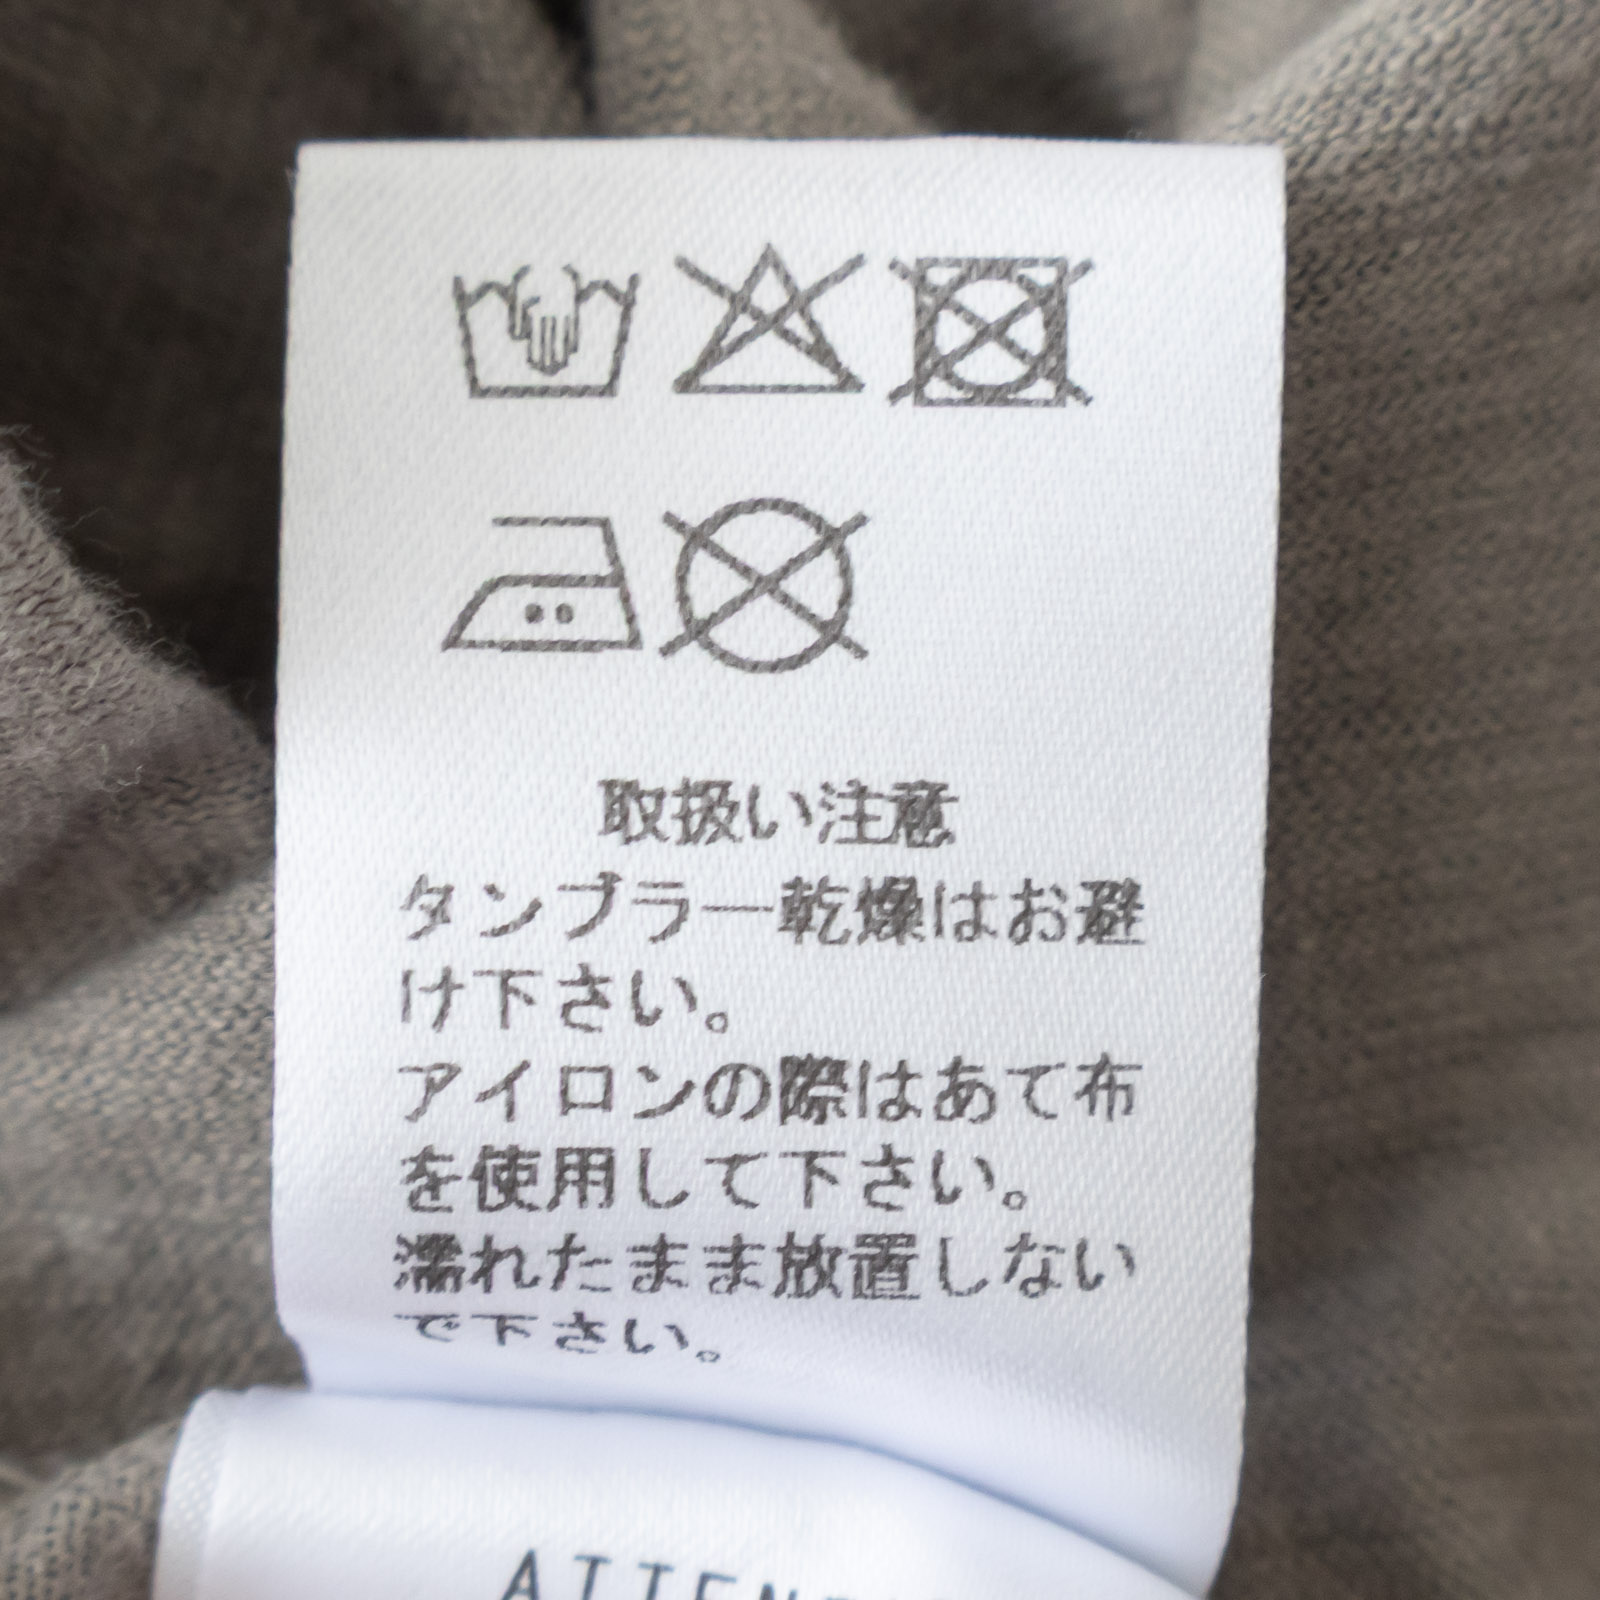 取扱い注意
タンブラー乾燥はお避
け下さい。
アイロンの際はあて布
を使用して下さい。
濡れたまま放置しない
で下さい。